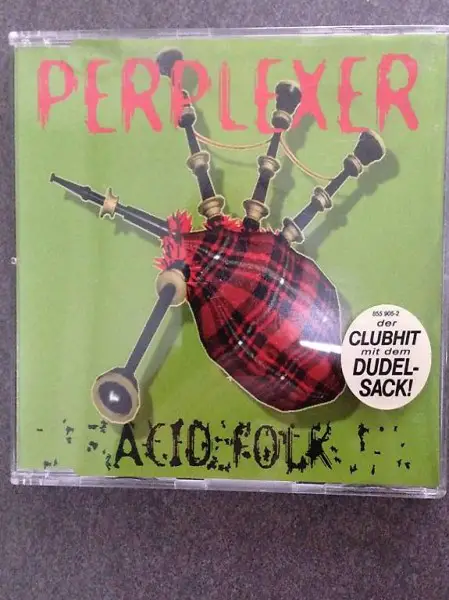 PERPLEXER
855 905-2
der
CLUBHIT
mit dem
DUDEL-
SACK!
ACID FOLK